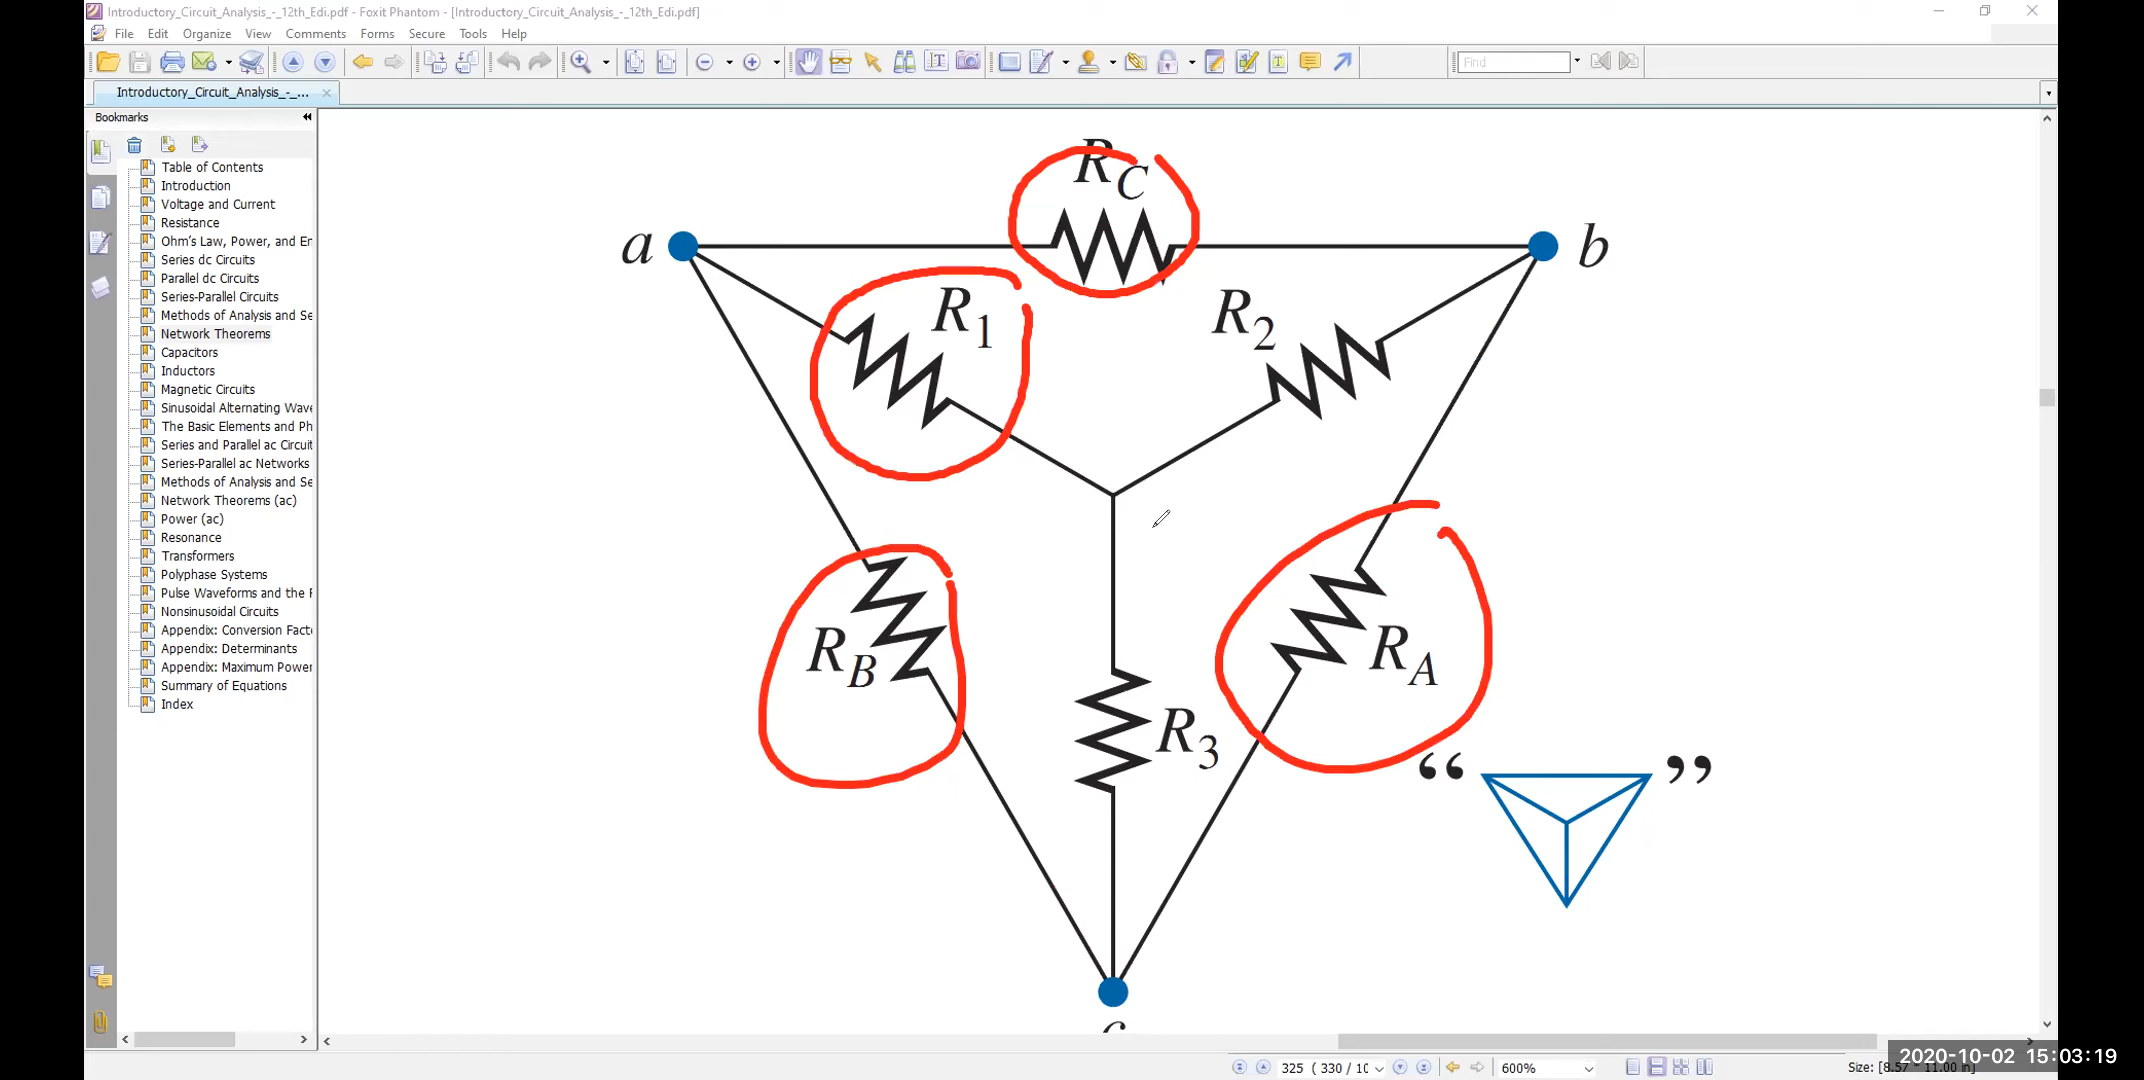 Introductory_Circuit_Analysis_-_12th_Edi.pdf - Foxit Phantom - [Introductory_Circuit_Analysis_-_12th_Edi.pdf]
File Edit Organize View Comments Forms Secure Tools Help
Find
Introductory_Circuit_Analysis_-_...
Bookmarks
Table of Contents
Introduction
Voltage and Current
Resistance
Ohm's Law, Power, and En
Series dc Circuits
Parallel dc Circuits
Series-Parallel Circuits
Methods of Analysis and Se
Network Theorems
Capacitors
Inductors
Magnetic Circuits
Sinusoidal Alternating Wave
The Basic Elements and Ph
Series and Parallel ac Circuit
Series-Parallel ac Networks
Methods of Analysis and Se
Network Theorems (ac)
Power (ac)
Resonance
Transformers
Polyphase Systems
Pulse Waveforms and the F
Nonsinusoidal Circuits
Appendix: Conversion Facto
Appendix: Determinants
Appendix: Maximum Power
Summary of Equations
Index
RC
a
b
R1
R2
RB
RA
R3
“ ”
c
325 ( 330 / 10
600%
Size: [8.57 * 11.00 in]
2020-10-02 15:03:19